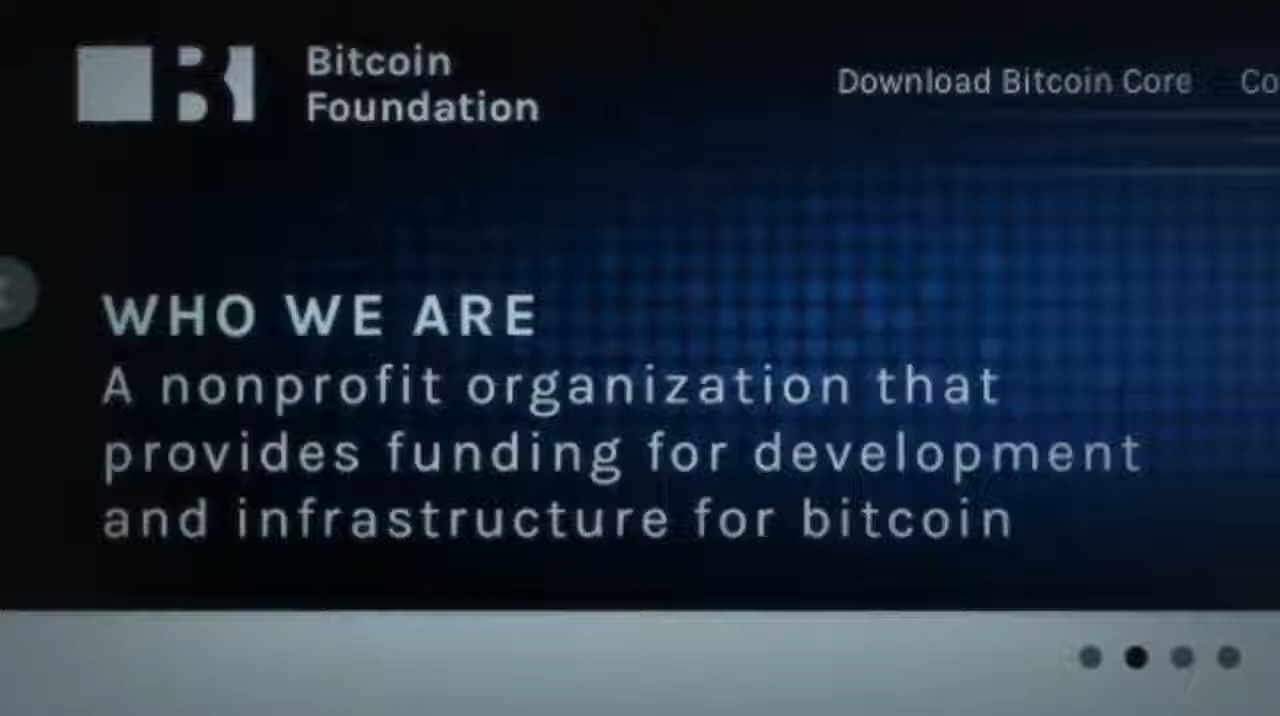 Bitcoin
Foundation
Download Bitcoin Core
WHO WE ARE
A nonprofit organization that
provides funding for development
and infrastructure for bitcoin